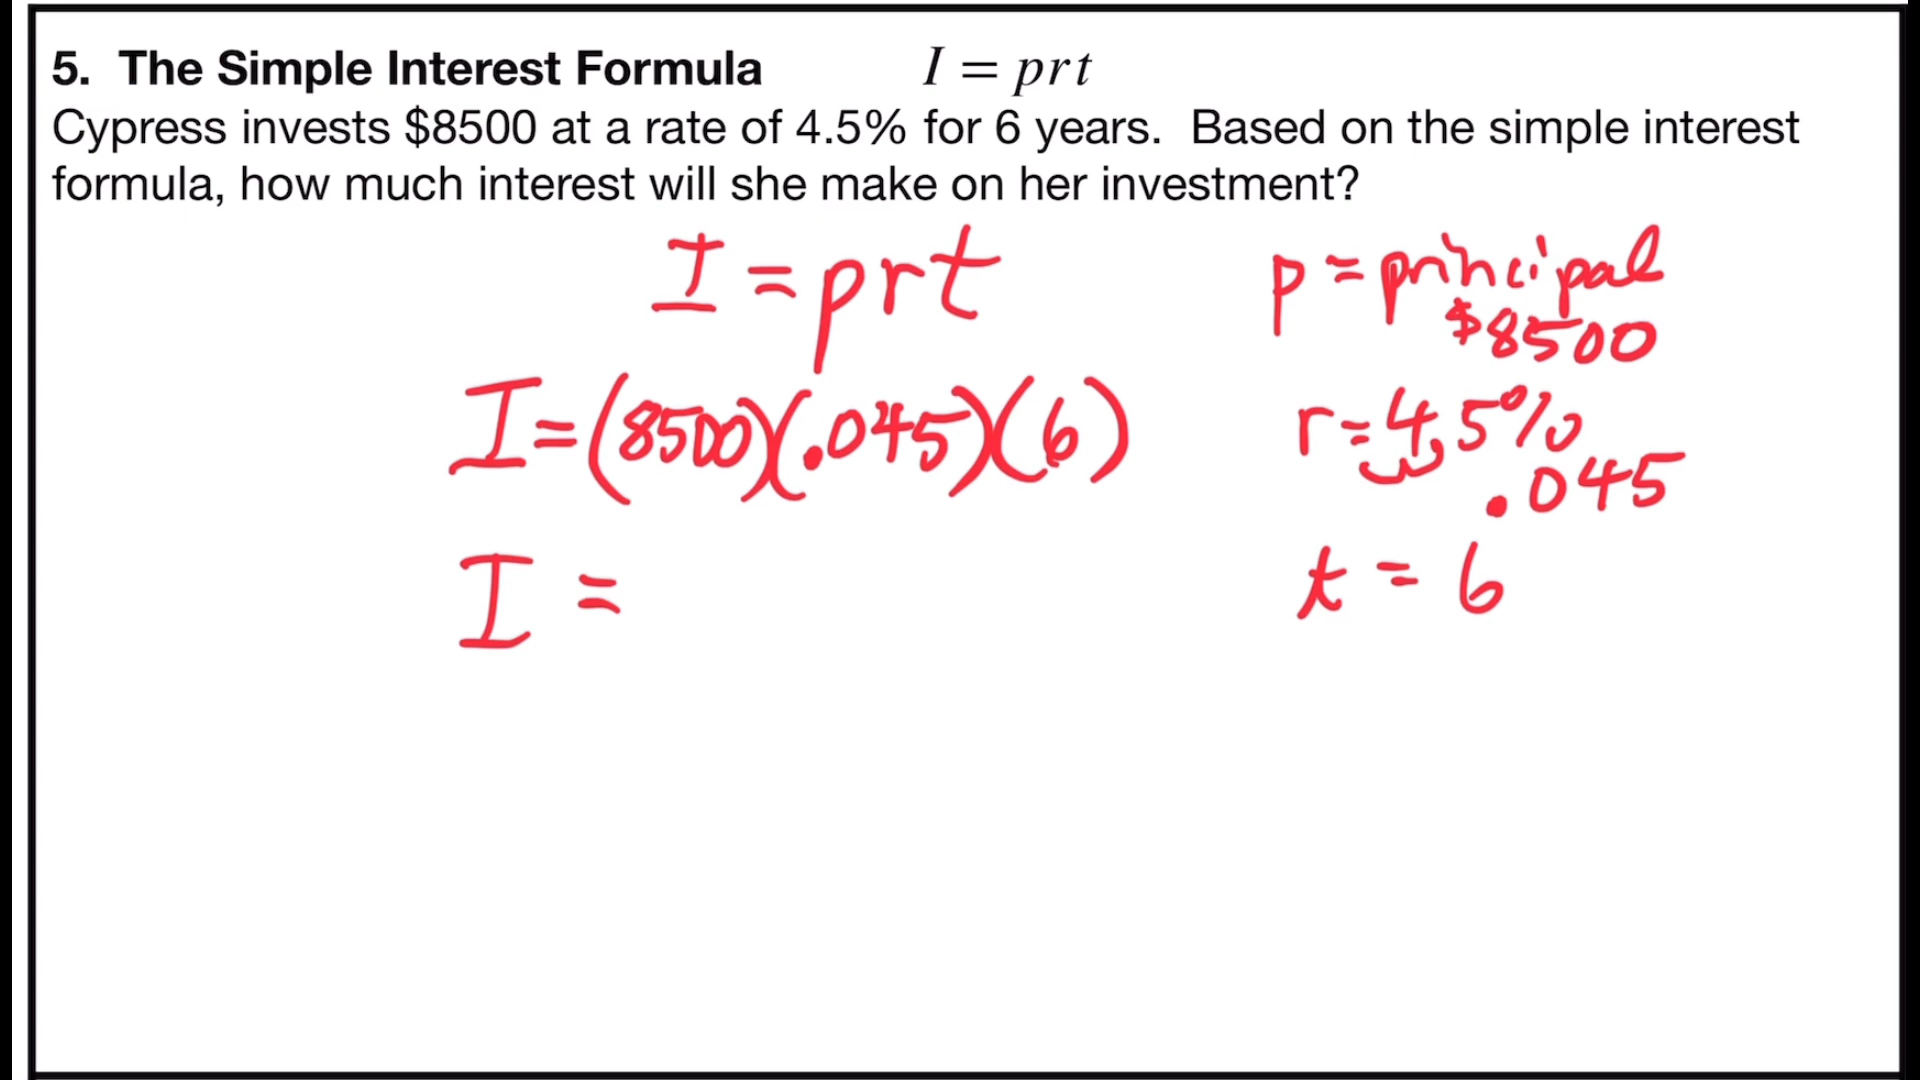 5. The Simple Interest Formula I = prt
Cypress invests $8500 at a rate of 4.5% for 6 years. Based on the simple interest
formula, how much interest will she make on her investment?
I = prt
p = principal
$8500
I = (8500)(.045)(6)
r = 4.5%
.045
I =
t = 6